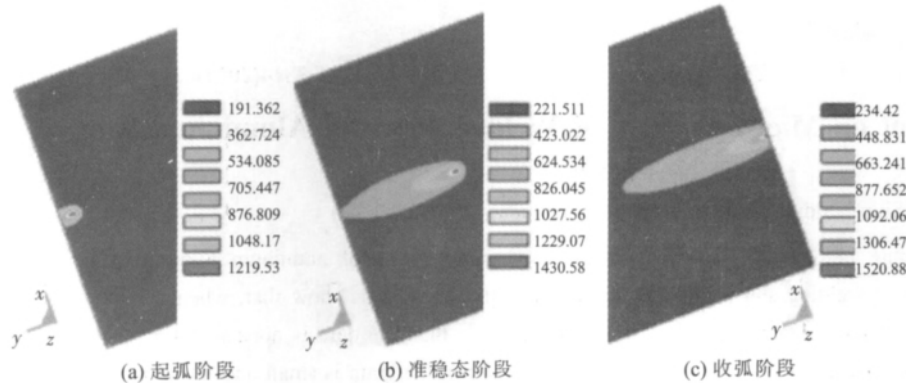 191.362
362.724
534.085
705.447
876.809
1048.17
1219.53
x
y
z
(a) 起弧阶段
221.511
423.022
624.534
826.045
1027.56
1229.07
1430.58
x
y
z
(b) 准稳态阶段
234.42
448.831
663.241
877.652
1092.06
1306.47
1520.88
x
y
z
(c) 收弧阶段